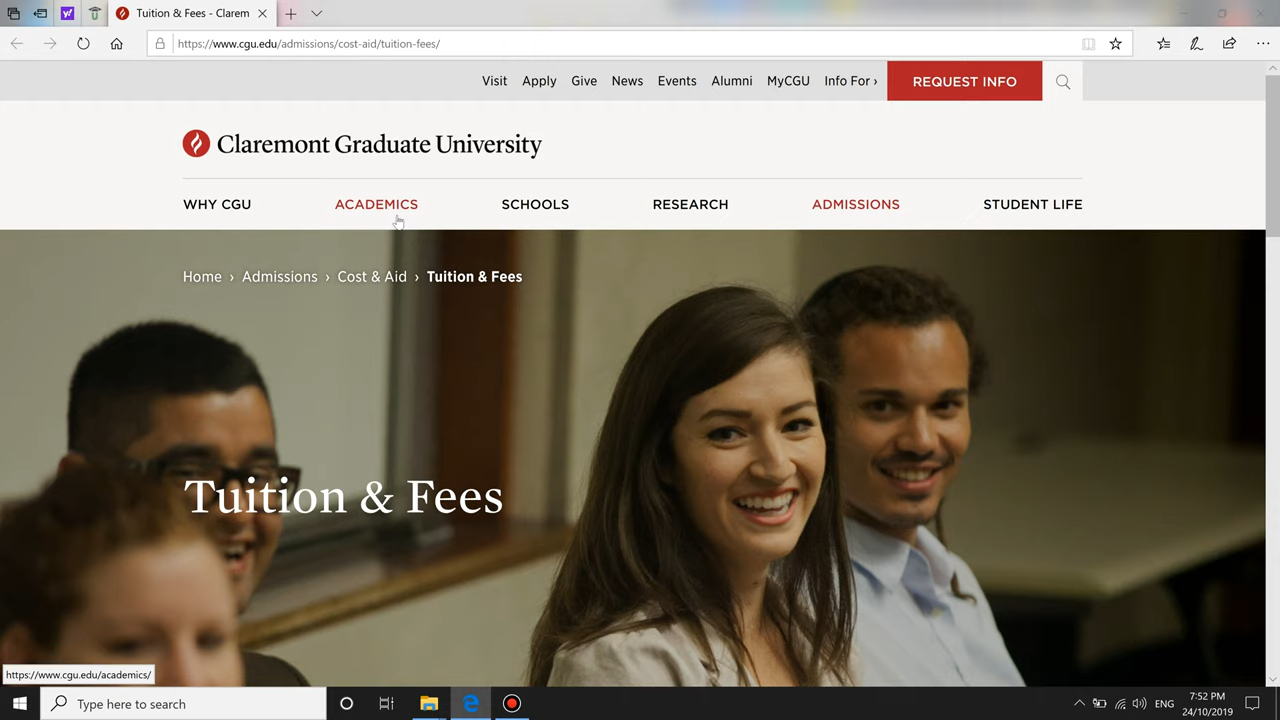 Tuition & Fees - Clarem
https://www.cgu.edu/admissions/cost-aid/tuition-fees/
Visit Apply Give News Events Alumni MyCGU Info For › REQUEST INFO
Claremont Graduate University
WHY CGU ACADEMICS SCHOOLS RESEARCH ADMISSIONS STUDENT LIFE
Home › Admissions › Cost & Aid › Tuition & Fees
Tuition & Fees
https://www.cgu.edu/academics/
Type here to search
ENG
7:52 PM
24/10/2019